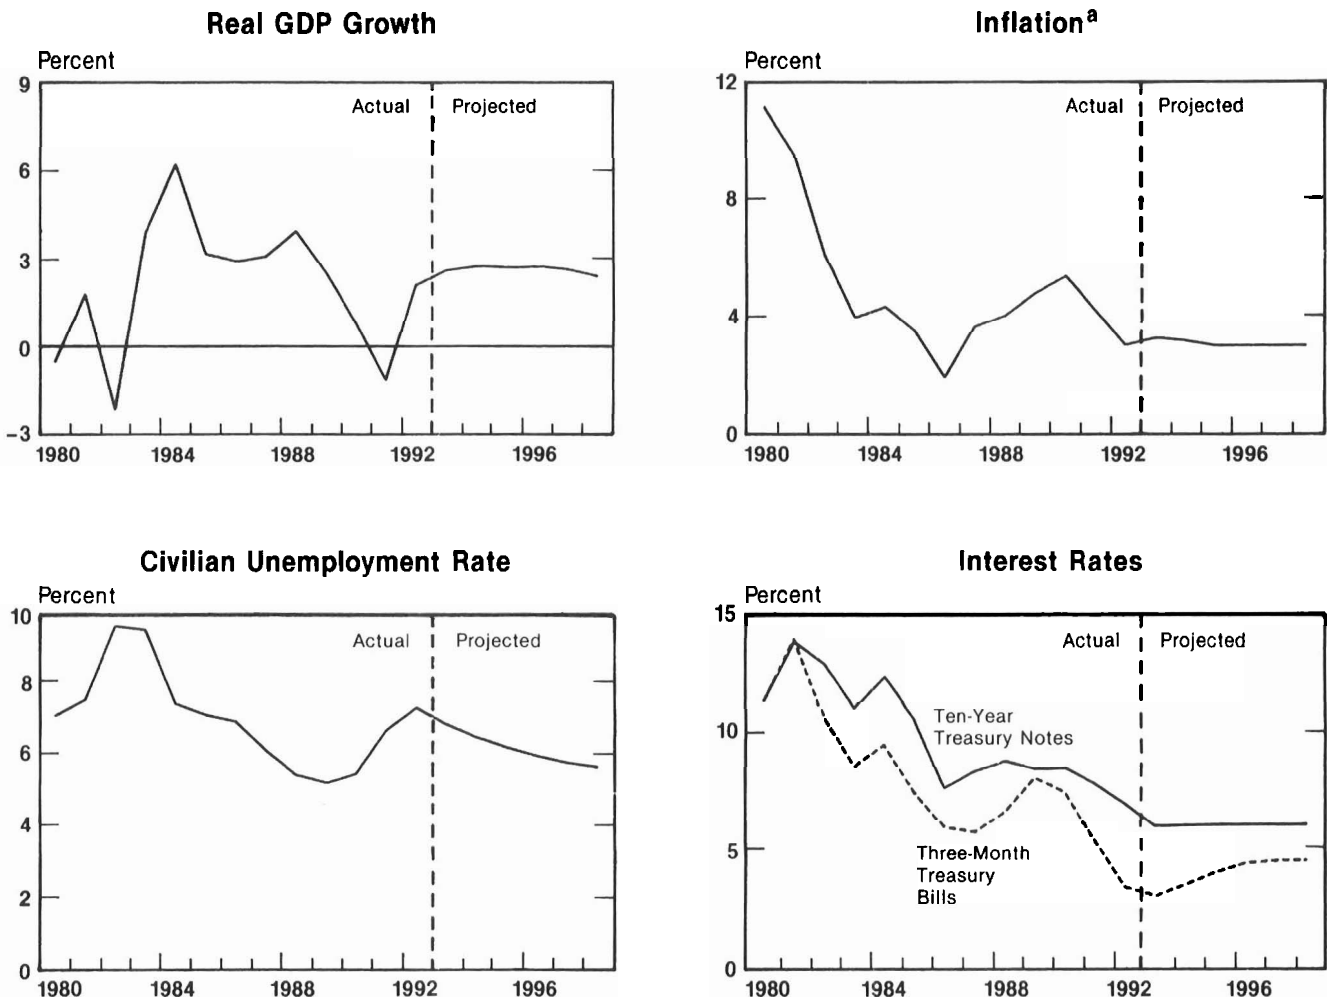 Real GDP Growth
Percent
9
6
3
0
-3
Actual
Projected
1980 1984 1988 1992 1996
Inflationᵃ
Percent
12
8
4
0
Actual
Projected
1980 1984 1988 1992 1996
Civilian Unemployment Rate
Percent
10
8
6
4
2
0
Actual
Projected
1980 1984 1988 1992 1996
Interest Rates
Percent
15
10
5
0
Actual
Projected
Ten-Year
Treasury Notes
Three-Month
Treasury
Bills
1980 1984 1988 1992 1996